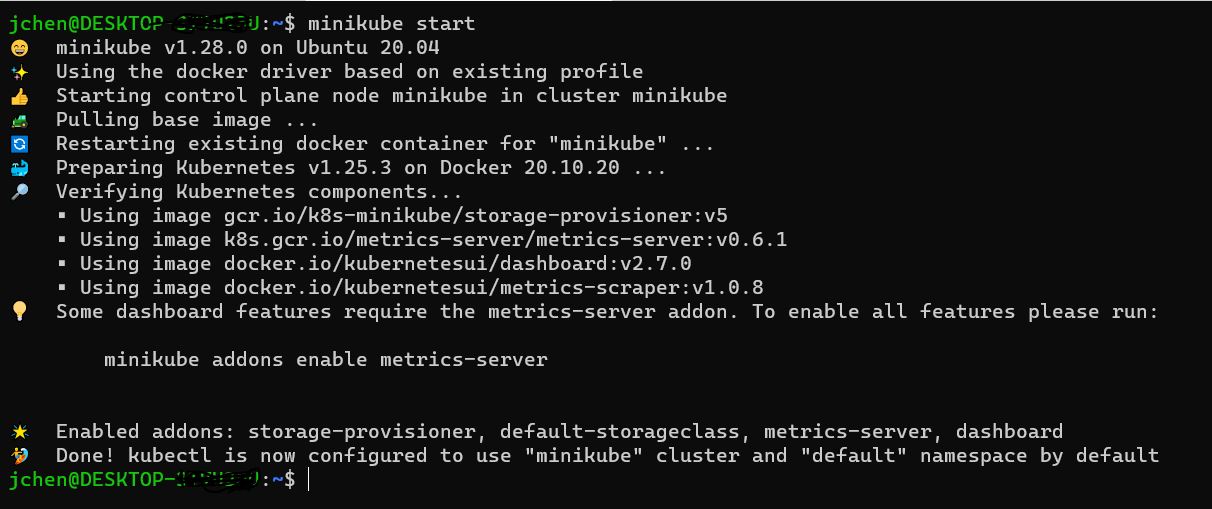 jchen@DESKTOP- :~$ minikube start
😄 minikube v1.28.0 on Ubuntu 20.04
✨ Using the docker driver based on existing profile
👍 Starting control plane node minikube in cluster minikube
🚜 Pulling base image ...
🔄 Restarting existing docker container for "minikube" ...
🐳 Preparing Kubernetes v1.25.3 on Docker 20.10.20 ...
🔎 Verifying Kubernetes components...
▪ Using image gcr.io/k8s-minikube/storage-provisioner:v5
▪ Using image k8s.gcr.io/metrics-server/metrics-server:v0.6.1
▪ Using image docker.io/kubernetesui/dashboard:v2.7.0
▪ Using image docker.io/kubernetesui/metrics-scraper:v1.0.8
💡 Some dashboard features require the metrics-server addon. To enable all features please run:
minikube addons enable metrics-server
🌟 Enabled addons: storage-provisioner, default-storageclass, metrics-server, dashboard
🏄 Done! kubectl is now configured to use "minikube" cluster and "default" namespace by default
jchen@DESKTOP- :~$